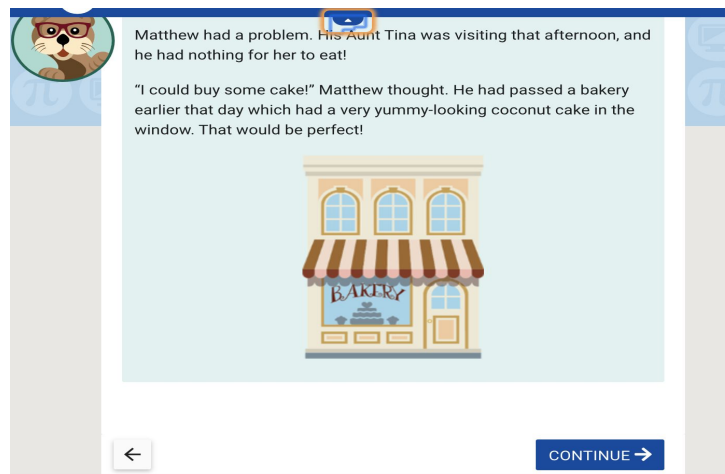 Matthew had a problem. His Aunt Tina was visiting that afternoon, and
he had nothing for her to eat!
“I could buy some cake!” Matthew thought. He had passed a bakery
earlier that day which had a very yummy-looking coconut cake in the
window. That would be perfect!
BAKERY
CONTINUE